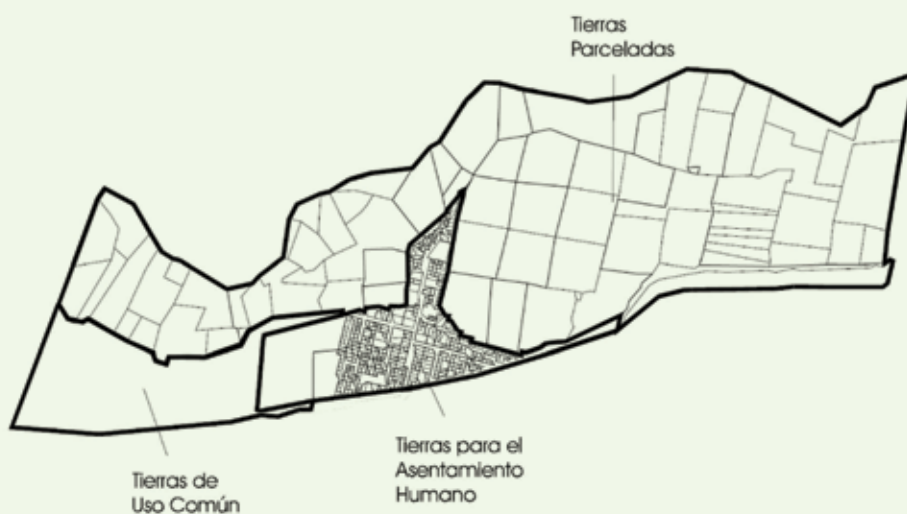 Tierras
Parceladas
Tierras para el
Asentamiento
Humano
Tierras de
Uso Común